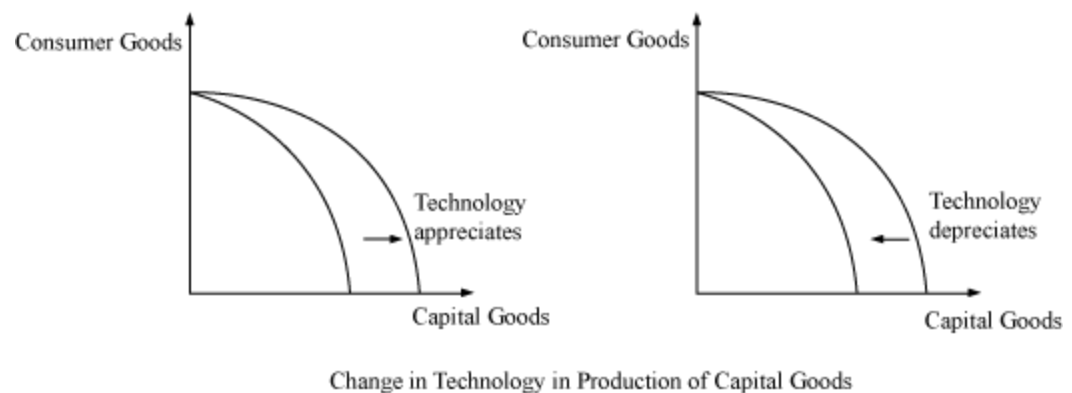 Consumer Goods
Technology
appreciates
Capital Goods
Consumer Goods
Technology
depreciates
Capital Goods
Change in Technology in Production of Capital Goods